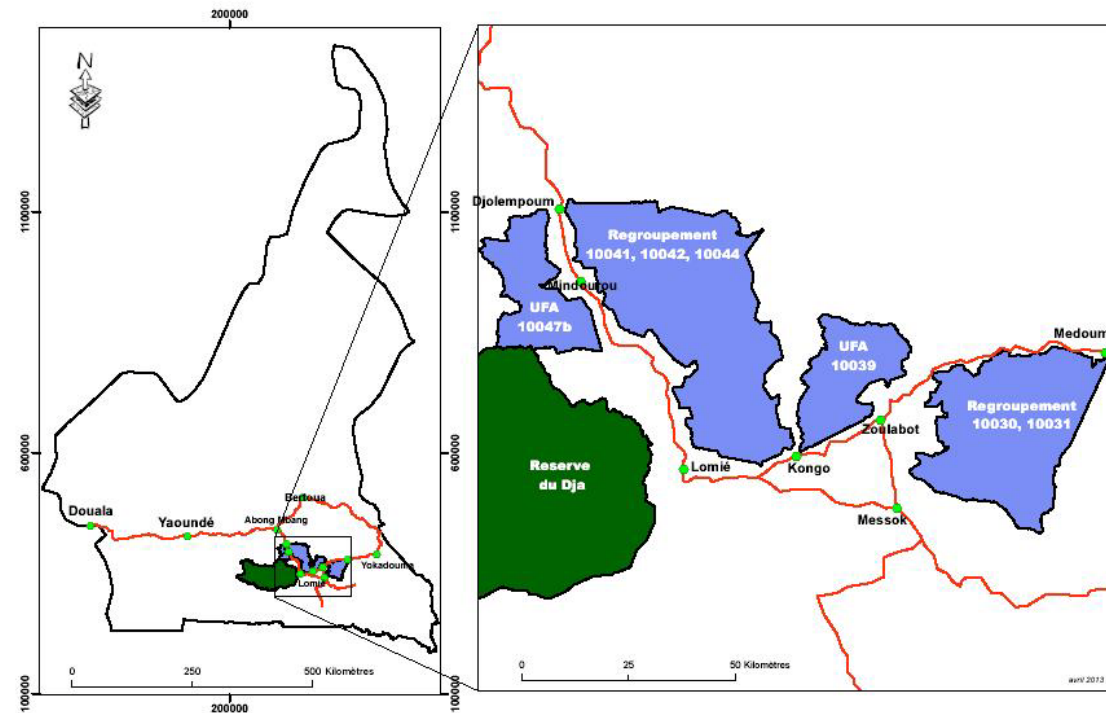 200000
N
1100000
600000
100000
Douala
Yaoundé
Abong Mbang
Bertoua
Yokadouma
Lomié
0 250 500 Kilomètres
200000
1100000
600000
100000
Djolempoum
Regroupement
10041, 10042, 10044
Mindourou
UFA
10047b
UFA
10039
Medoum
Regroupement
10030, 10031
Zoulabot
Reserve
du Dja
Lomié
Kongo
Messok
0 25 50 Kilomètres
avril 2013